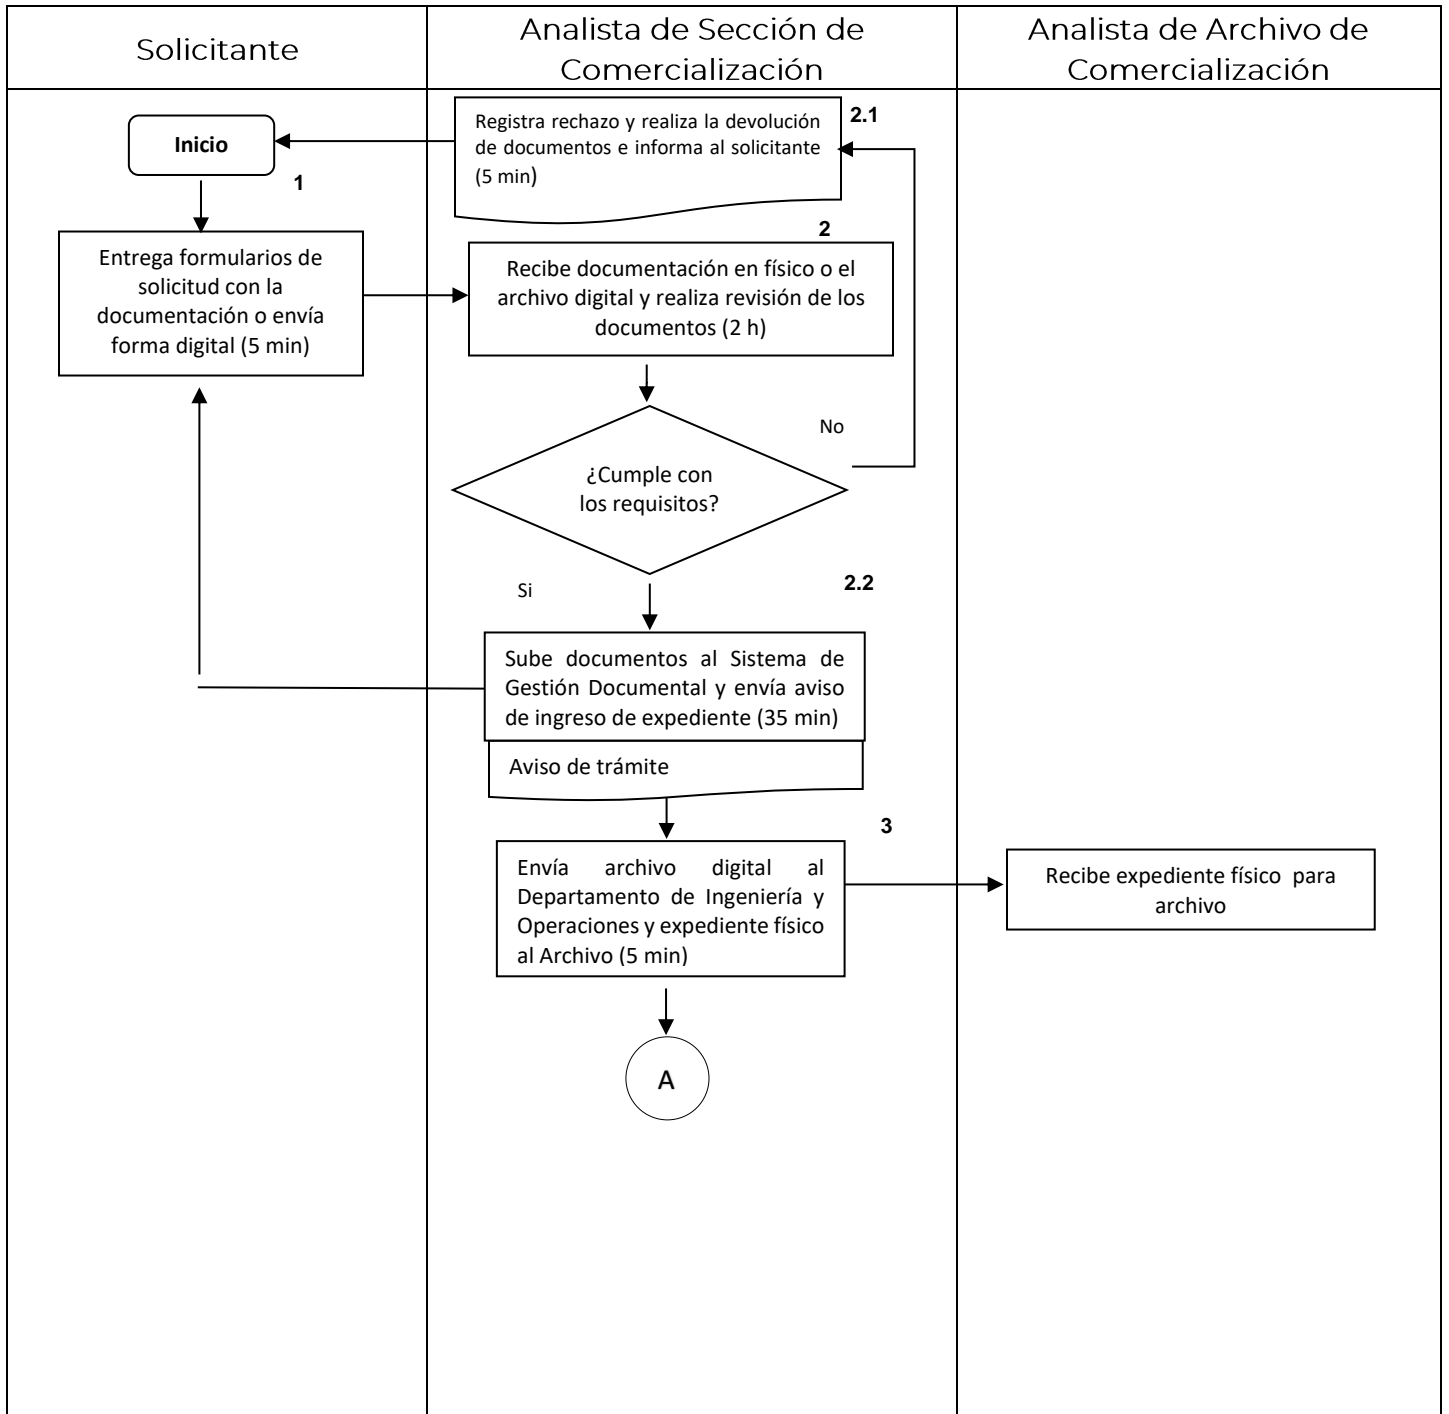 Solicitante
Analista de Sección de
Comercialización
Analista de Archivo de
Comercialización
Inicio
1
Registra rechazo y realiza la devolución
de documentos e informa al solicitante
(5 min)
2.1
Entrega formularios de
solicitud con la
documentación o envía
forma digital (5 min)
2
Recibe documentación en físico o el
archivo digital y realiza revisión de los
documentos (2 h)
No
¿Cumple con
los requisitos?
Si
2.2
Sube documentos al Sistema de
Gestión Documental y envía aviso
de ingreso de expediente (35 min)
Aviso de trámite
3
Envía archivo digital al
Departamento de Ingeniería y
Operaciones y expediente físico
al Archivo (5 min)
Recibe expediente físico para
archivo
A